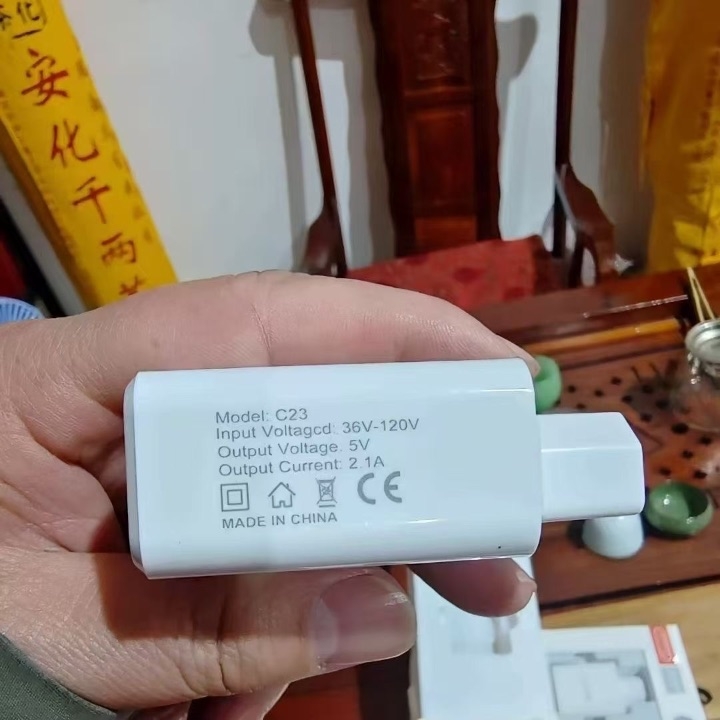 安化千两茶
Model: C23
Input Voltagcd: 36V-120V
Output Voltage. 5V
Output Current: 2.1A
CE
MADE IN CHINA